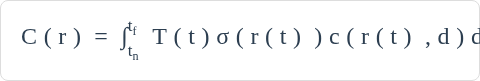 C ( r ) = ∫_{t_n}^{t_f} T ( t ) σ ( r ( t ) ) c ( r ( t ) , d ) d